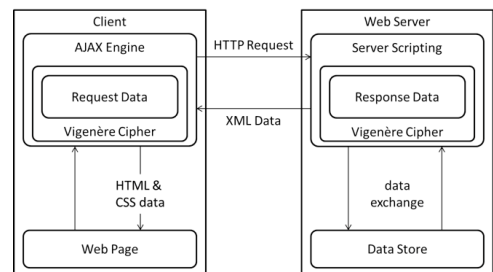 Client
AJAX Engine
Request Data
Vigenère Cipher
HTML &
CSS data
Web Page
HTTP Request
XML Data
Web Server
Server Scripting
Response Data
Vigenère Cipher
data
exchange
Data Store